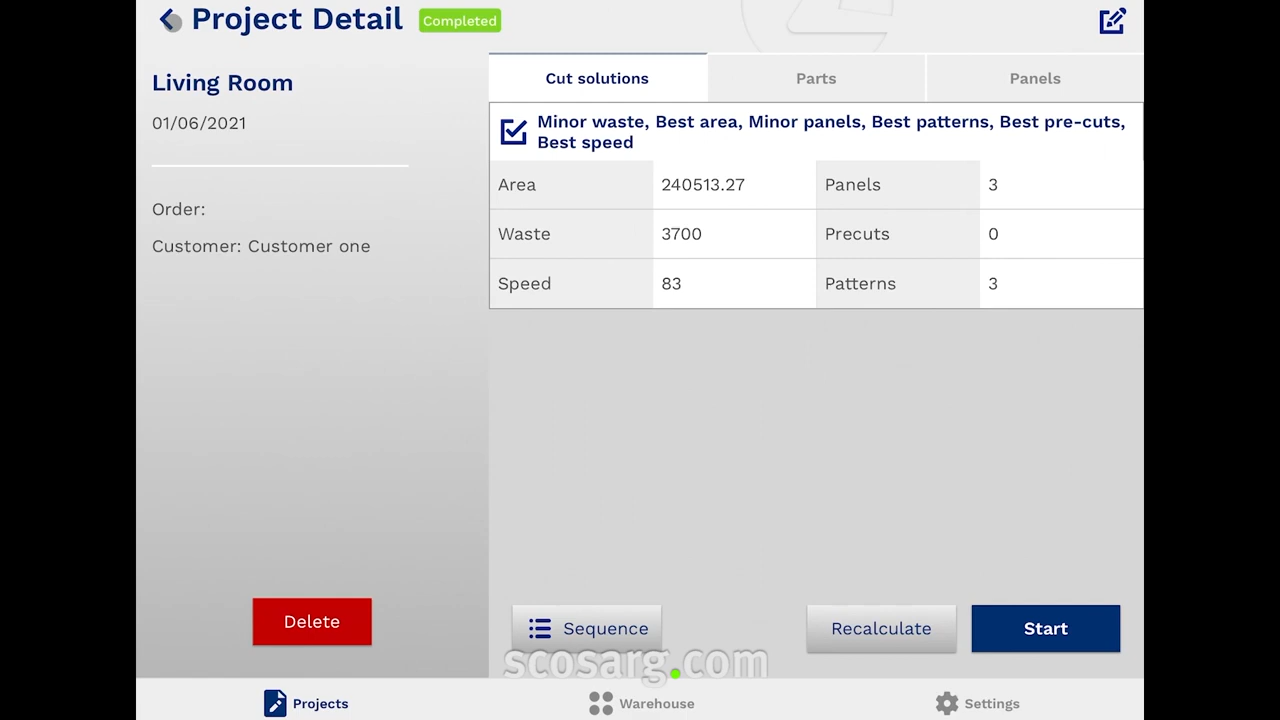 Project Detail
Completed
Living Room
01/06/2021
Order:
Customer: Customer one
Delete
Cut solutions
Parts
Panels
Minor waste, Best area, Minor panels, Best patterns, Best pre-cuts,
Best speed
Area 240513.27 Panels 3
Waste 3700 Precuts 0
Speed 83 Patterns 3
Sequence
Recalculate
Start
scosarg.com
Projects
Warehouse
Settings